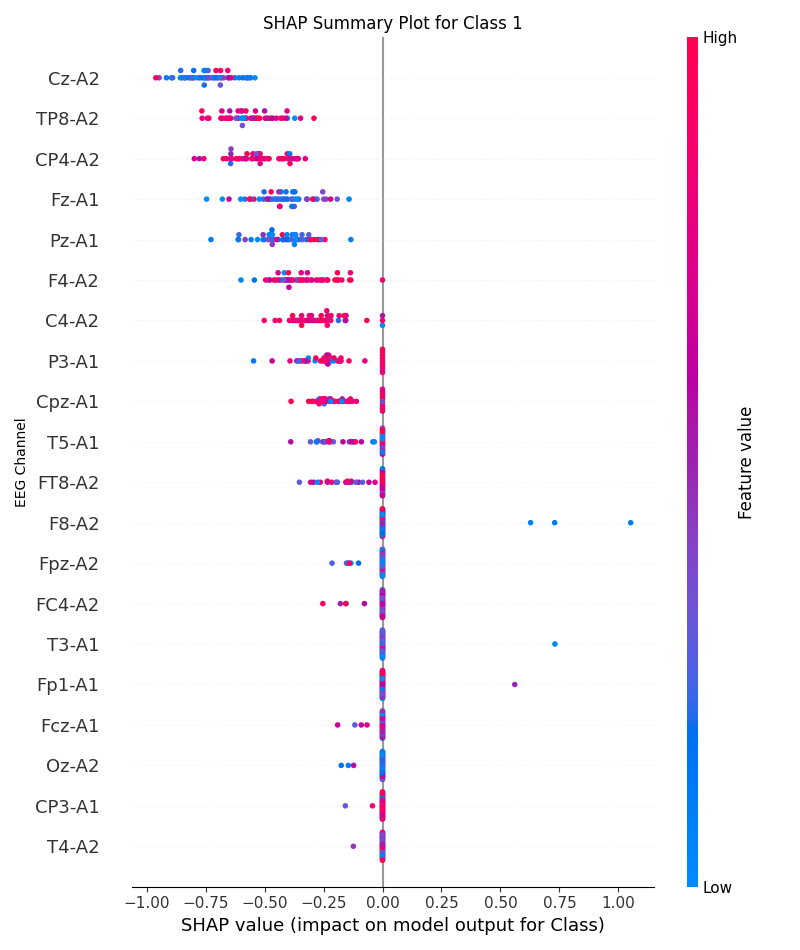 SHAP Summary Plot for Class 1
High
Cz-A2
TP8-A2
CP4-A2
Fz-A1
Pz-A1
F4-A2
C4-A2
P3-A1
Cpz-A1
T5-A1
FT8-A2
F8-A2
Fpz-A2
FC4-A2
T3-A1
Fp1-A1
Fcz-A1
Oz-A2
CP3-A1
T4-A2
EEG Channel
Feature value
Low
−1.00 −0.75 −0.50 −0.25 0.00 0.25 0.50 0.75 1.00
SHAP value (impact on model output for Class)